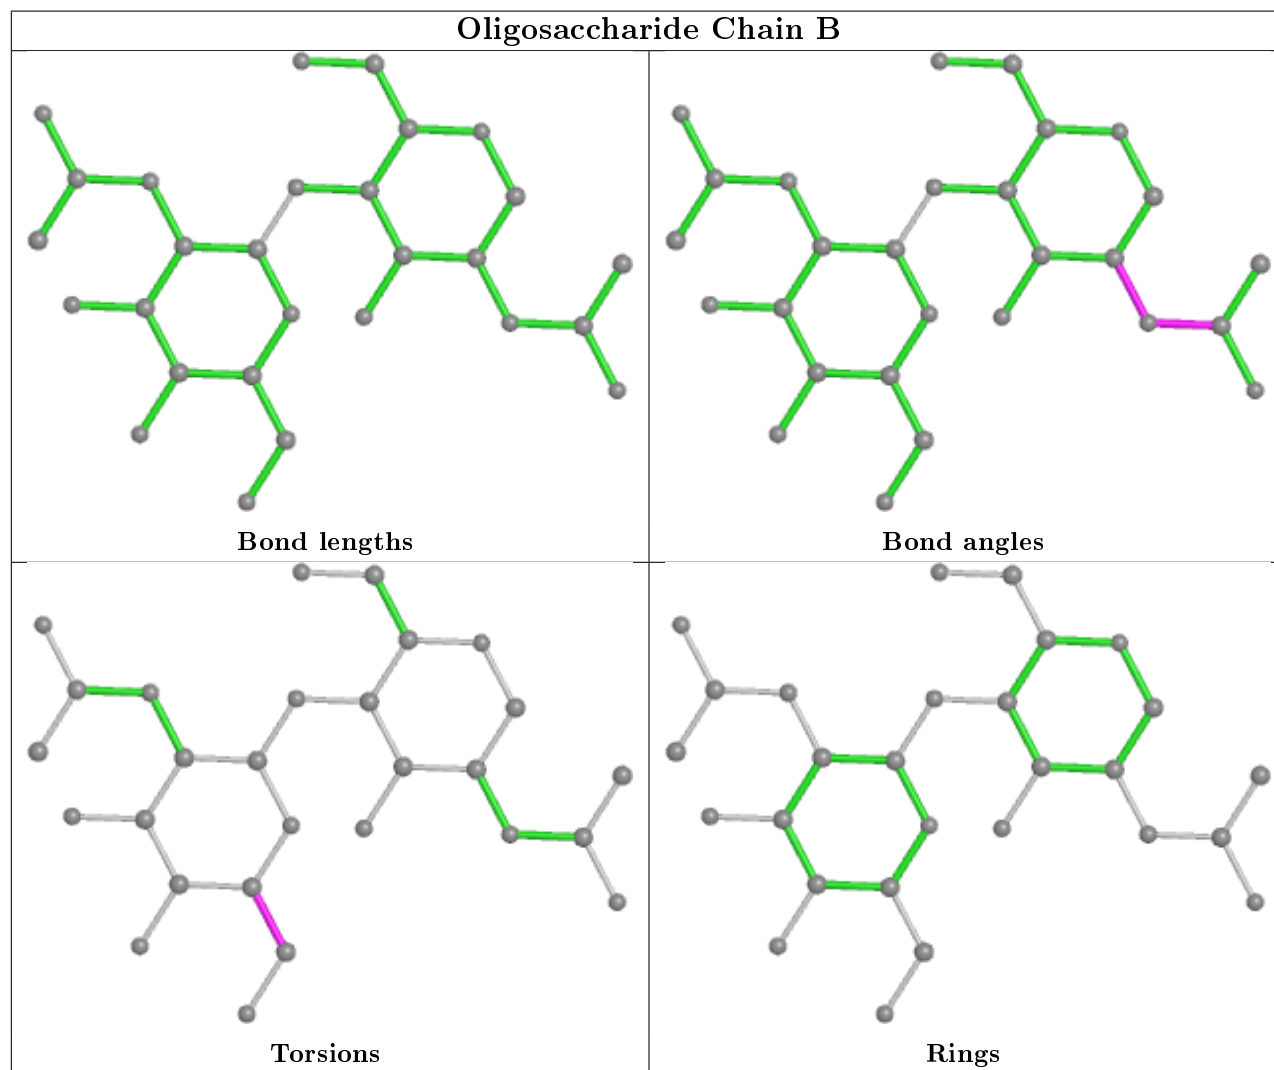 Oligosaccharide Chain B
Bond lengths
Bond angles
Torsions
Rings